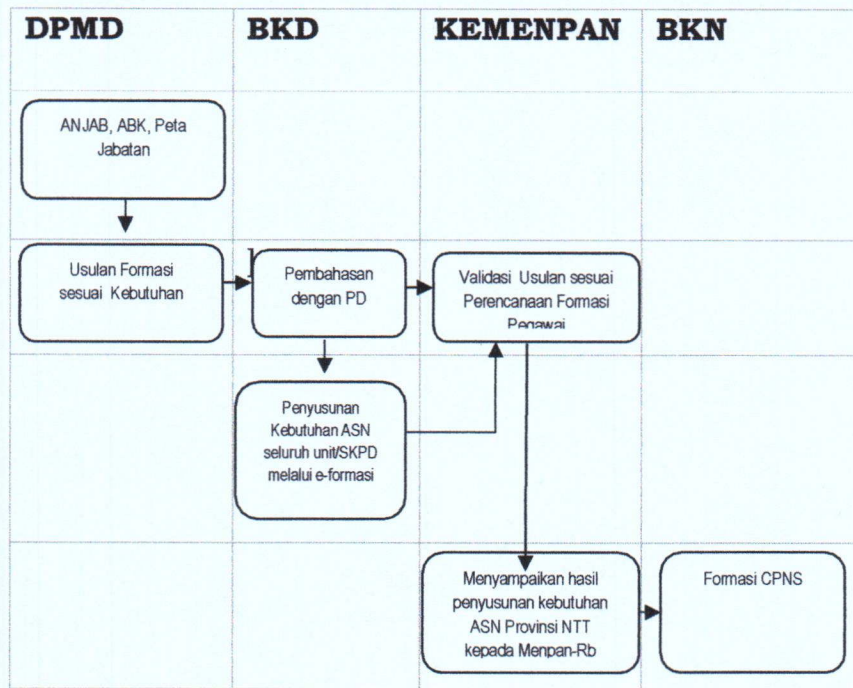 DPMD
BKD
KEMENPAN
BKN
ANJAB, ABK, Peta
Jabatan
Usulan Formasi
sesuai Kebutuhan
Pembahasan
dengan PD
Validasi Usulan sesuai
Perencanaan Formasi
Pegawai
Penyusunan
Kebutuhan ASN
seluruh unit/SKPD
melalui e-formasi
Menyampaikan hasil
penyusunan kebutuhan
ASN Provinsi NTT
kepada Menpan-Rb
Formasi CPNS